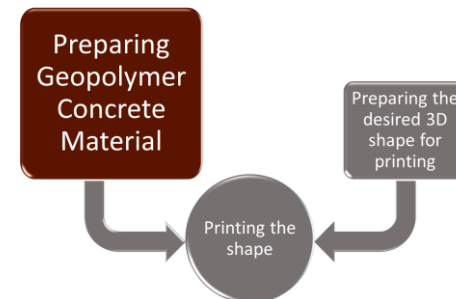 Preparing
Geopolymer
Concrete
Material
Preparing the
desired 3D
shape for
printing
Printing the
shape